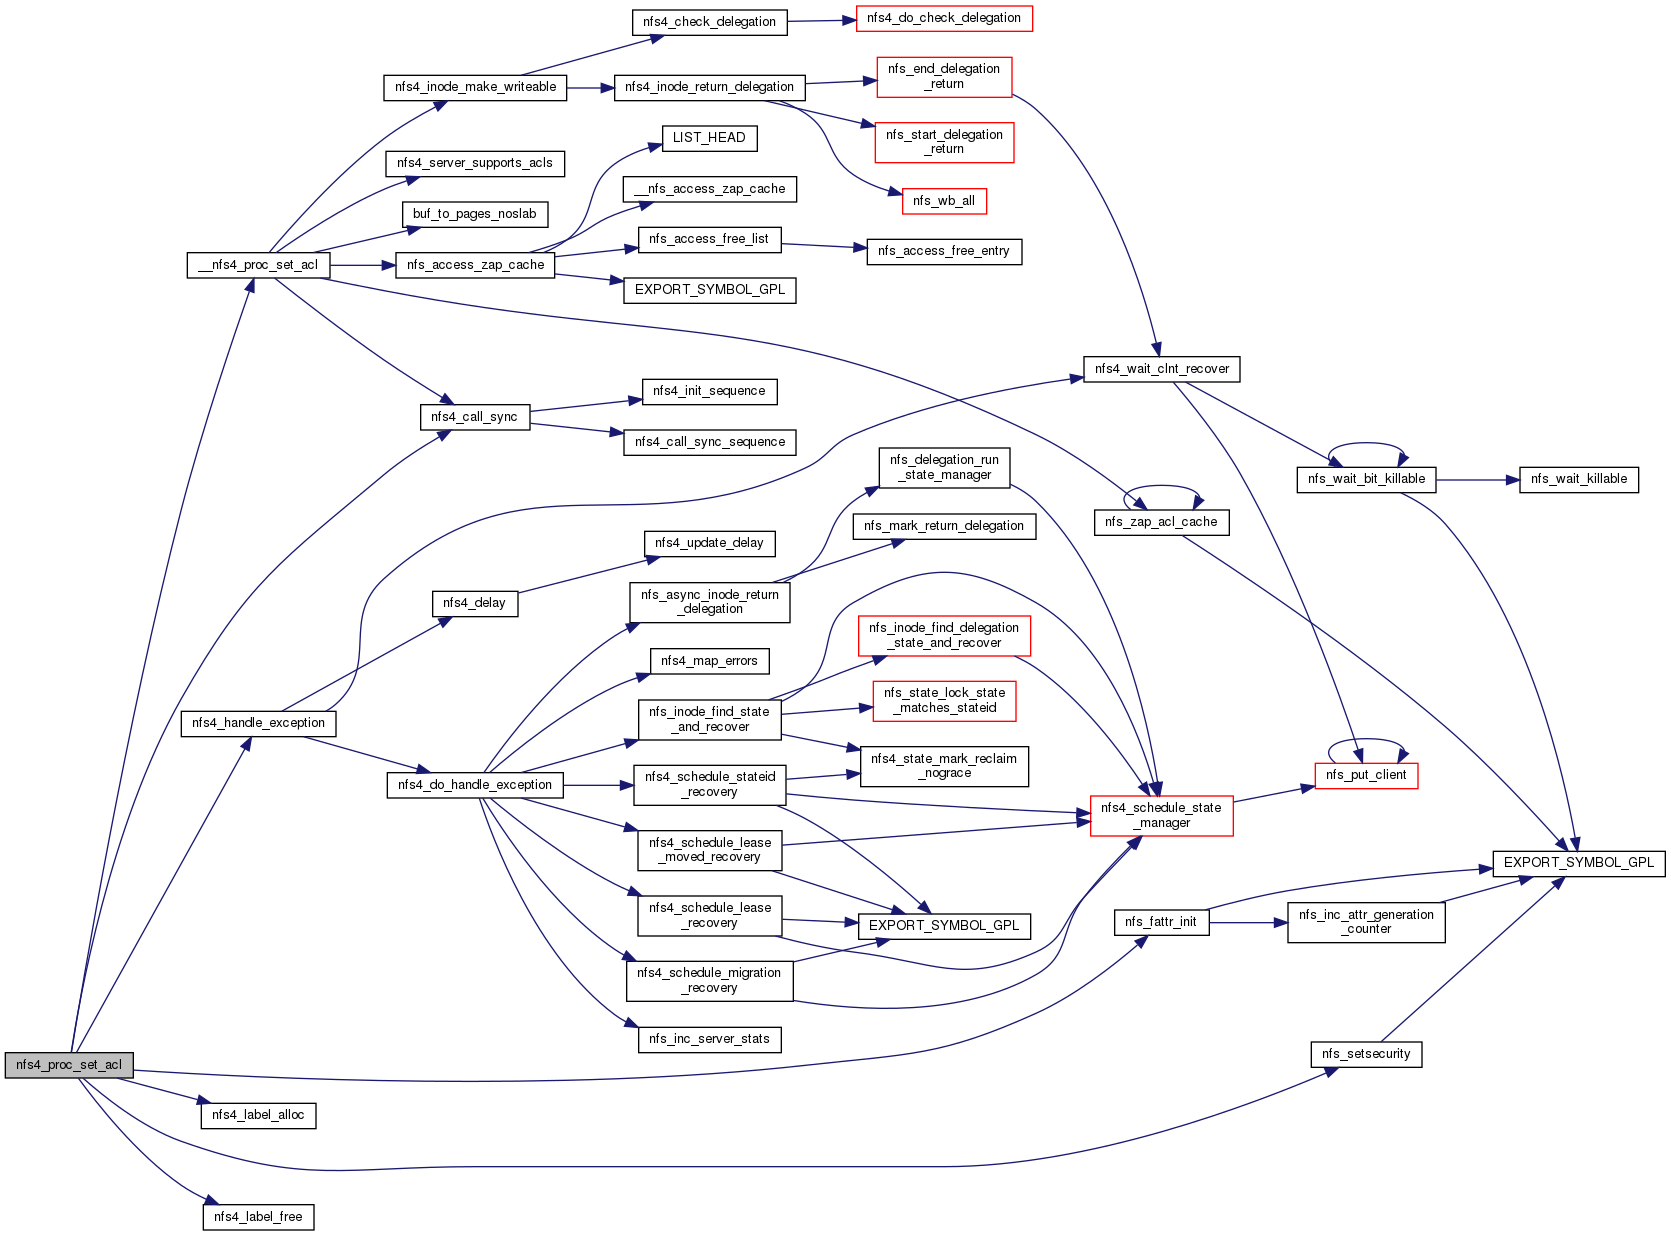 nfs4_check_delegation
nfs4_do_check_delegation
nfs4_inode_make_writeable
nfs4_inode_return_delegation
nfs_end_delegation
_return
LIST_HEAD
nfs_start_delegation
_return
nfs4_server_supports_acls
__nfs_access_zap_cache
nfs_wb_all
buf_to_pages_noslab
nfs_access_free_list
nfs_access_free_entry
__nfs4_proc_set_acl
nfs_access_zap_cache
EXPORT_SYMBOL_GPL
nfs4_wait_clnt_recover
nfs4_init_sequence
nfs4_call_sync
nfs4_call_sync_sequence
nfs_delegation_run
_state_manager
nfs_wait_bit_killable
nfs_wait_killable
nfs_zap_acl_cache
nfs_mark_return_delegation
nfs4_update_delay
nfs4_delay
nfs_async_inode_return
_delegation
nfs_inode_find_delegation
_state_and_recover
nfs4_map_errors
nfs_state_lock_state
_matches_stateid
nfs4_handle_exception
nfs_inode_find_state
_and_recover
nfs4_state_mark_reclaim
_nograce
nfs_put_client
nfs4_do_handle_exception
nfs4_schedule_stateid
_recovery
nfs4_schedule_state
_manager
nfs4_schedule_lease
_moved_recovery
EXPORT_SYMBOL_GPL
nfs4_schedule_lease
_recovery
EXPORT_SYMBOL_GPL
nfs_fattr_init
nfs_inc_attr_generation
_counter
nfs4_schedule_migration
_recovery
nfs_inc_server_stats
nfs_setsecurity
nfs4_proc_set_acl
nfs4_label_alloc
nfs4_label_free